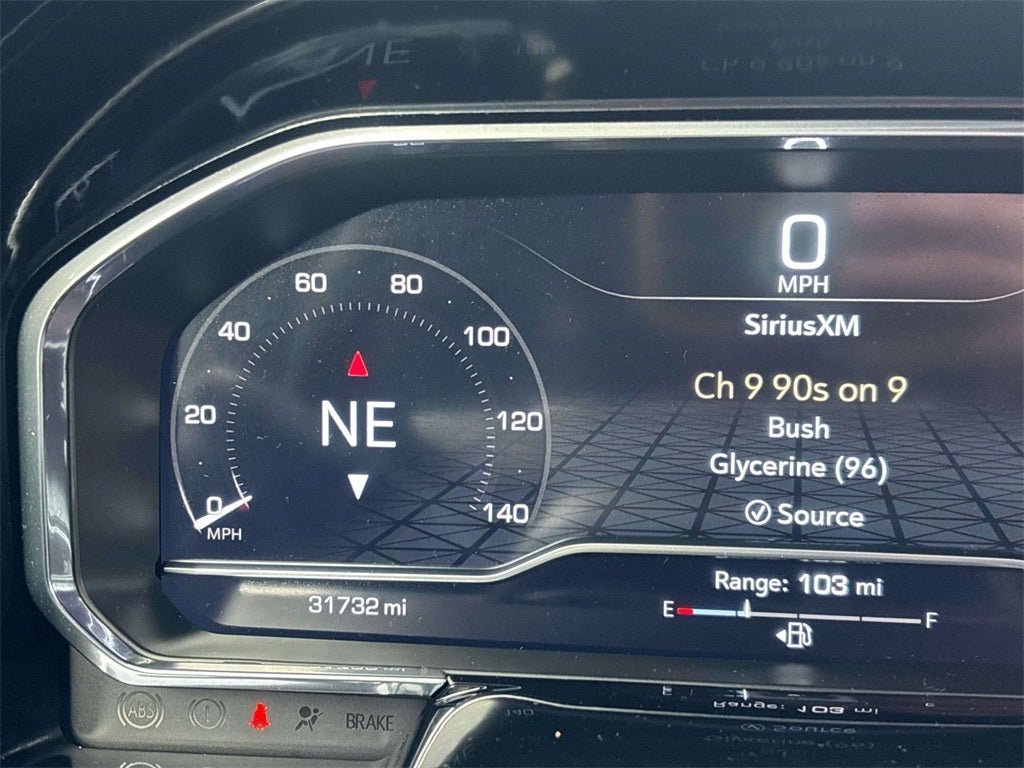 0
MPH
SiriusXM
Ch 9 90s on 9
Bush
Glycerine (96)
Source
60 80
40 100
20 120
0 140
MPH
NE
31732 mi
Range: 103 mi
E F
ABS
BRAKE